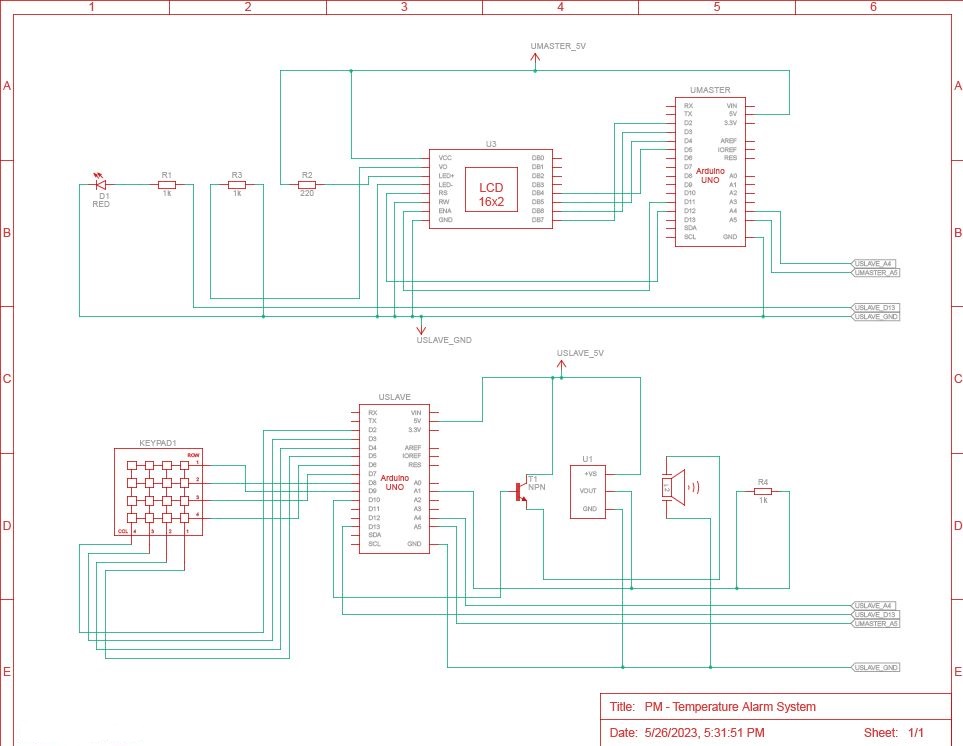 1 2 3 4 5 6
A A
B B
C C
D D
E E
UMASTER_5V
UMASTER
RX VIN
TX 5V
D2 3.3V
D3
D4 AREF
D5 IOREF
D6 RES
D7
Arduino
UNO
D8 A0
D9 A1
D10 A2
D11 A3
D12 A4
D13 A5
SDA
SCL GND
U3
LCD
16x2
VCC DB0
VO DB1
LED+ DB2
LED- DB3
RS DB4
RW DB5
ENA DB6
GND DB7
D1
RED
R1
1k
R3
1k
R2
220
USLAVE_A4
UMASTER_A5
USLAVE_D13
USLAVE_GND
USLAVE_GND
USLAVE_5V
USLAVE
RX VIN
TX 5V
D2 3.3V
D3
D4 AREF
D5 IOREF
D6 RES
D7
Arduino
UNO
D8 A0
D9 A1
D10 A2
D11 A3
D12 A4
D13 A5
SDA
SCL GND
KEYPAD1
ROW
1
2
3
4
COL 4 3 2 1
T1
NPN
U1
+VS
VOUT
GND
R4
1k
USLAVE_A4
USLAVE_D13
UMASTER_A5
USLAVE_GND
Title: PM - Temperature Alarm System
Date: 5/26/2023, 5:31:51 PM Sheet: 1/1